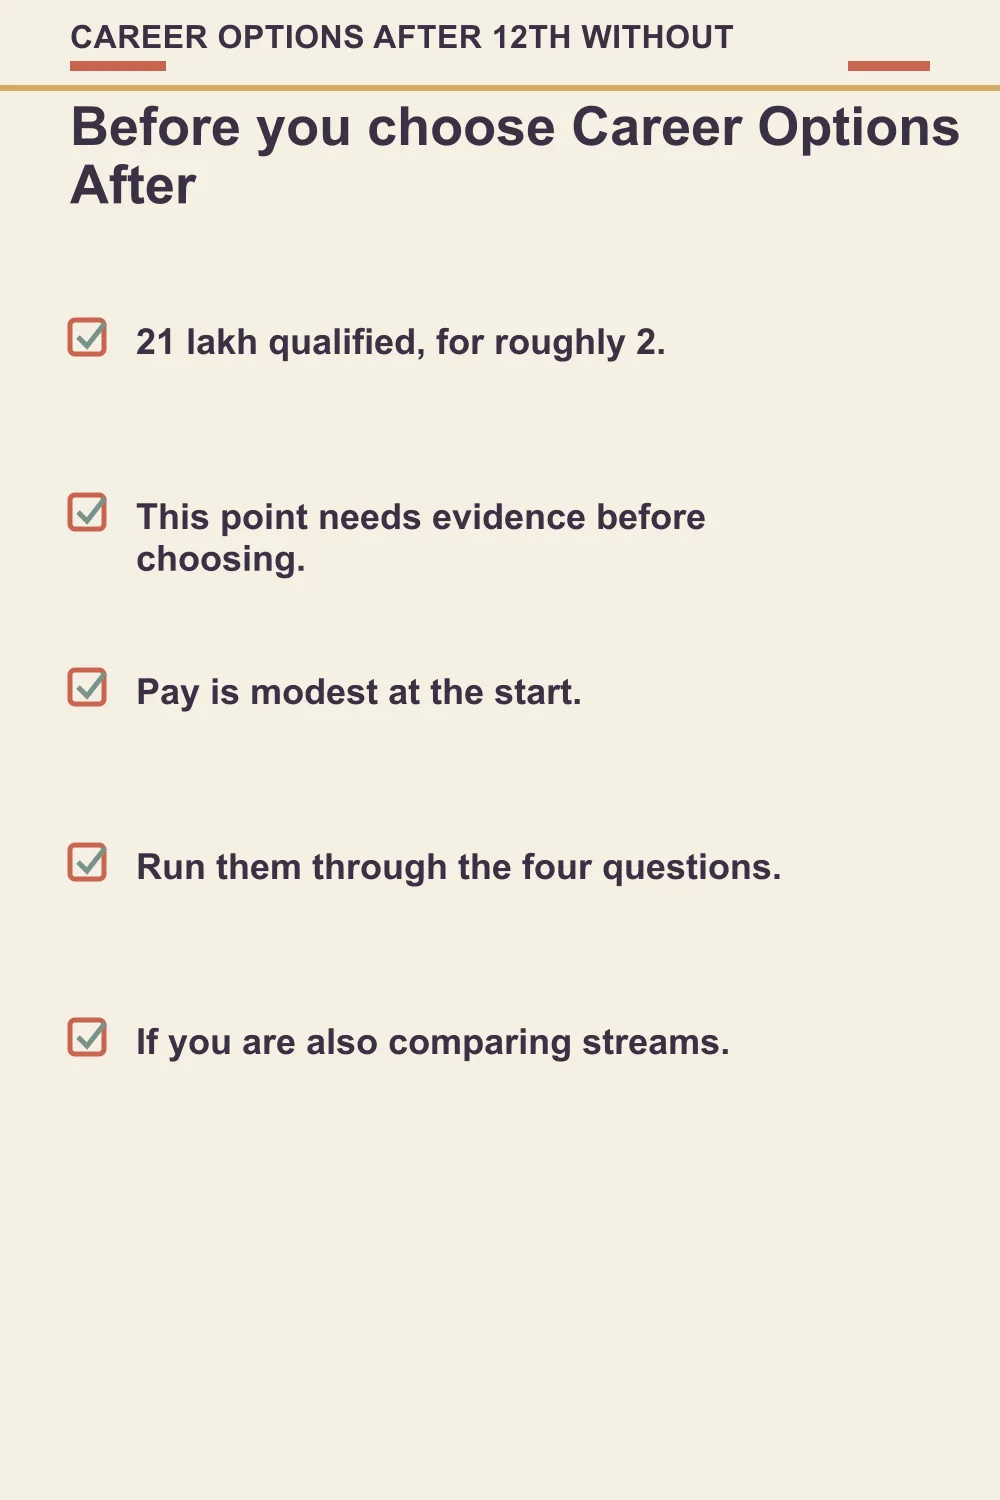 CAREER OPTIONS AFTER 12TH WITHOUT
Before you choose Career Options
After
21 lakh qualified, for roughly 2.
This point needs evidence before
choosing.
Pay is modest at the start.
Run them through the four questions.
If you are also comparing streams.